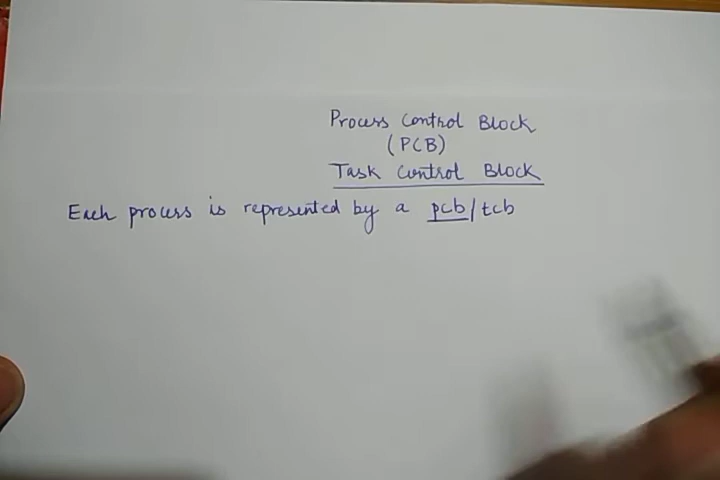 Process Control Block
(PCB)
Task Control Block
Each process is represented by a pcb/tcb